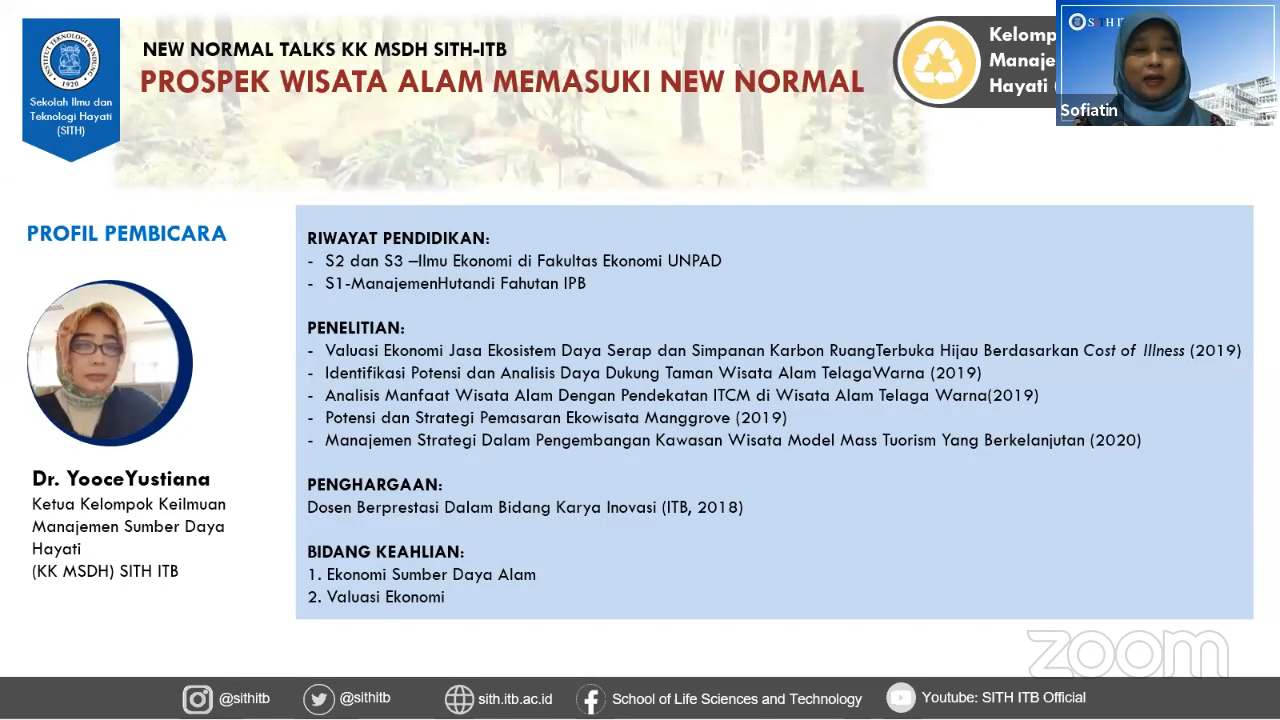 NEW NORMAL TALKS KK MSDH SITH-ITB
PROSPEK WISATA ALAM MEMASUKI NEW NORMAL
INSTITUT TEKNOLOGI BANDUNG
1920
Sekolah Ilmu dan
Teknologi Hayati
(SITH)
Kelomp
Manaje
Hayati
Sofiatin
PROFIL PEMBICARA
Dr. YooceYustiana
Ketua Kelompok Keilmuan
Manajemen Sumber Daya
Hayati
(KK MSDH) SITH ITB
RIWAYAT PENDIDIKAN:
- S2 dan S3 –Ilmu Ekonomi di Fakultas Ekonomi UNPAD
- S1-ManajemenHutandi Fahutan IPB
PENELITIAN:
- Valuasi Ekonomi Jasa Ekosistem Daya Serap dan Simpanan Karbon RuangTerbuka Hijau Berdasarkan Cost of Illness (2019)
- Identifikasi Potensi dan Analisis Daya Dukung Taman Wisata Alam TelagaWarna (2019)
- Analisis Manfaat Wisata Alam Dengan Pendekatan ITCM di Wisata Alam Telaga Warna(2019)
- Potensi dan Strategi Pemasaran Ekowisata Manggrove (2019)
- Manajemen Strategi Dalam Pengembangan Kawasan Wisata Model Mass Tuorism Yang Berkelanjutan (2020)
PENGHARGAAN:
Dosen Berprestasi Dalam Bidang Karya Inovasi (ITB, 2018)
BIDANG KEAHLIAN:
1. Ekonomi Sumber Daya Alam
2. Valuasi Ekonomi
zoom
@sithitb
@sithitb
sith.itb.ac.id
School of Life Sciences and Technology
Youtube: SITH ITB Official